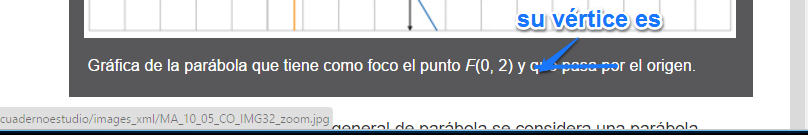 su vértice es
Gráfica de la parábola que tiene como foco el punto F(0, 2) y que pasa por el origen.
cuadernoestudio/images_xml/MA_10_05_CO_IMG32_zoom.jpg
general de parábola se considera una parábola